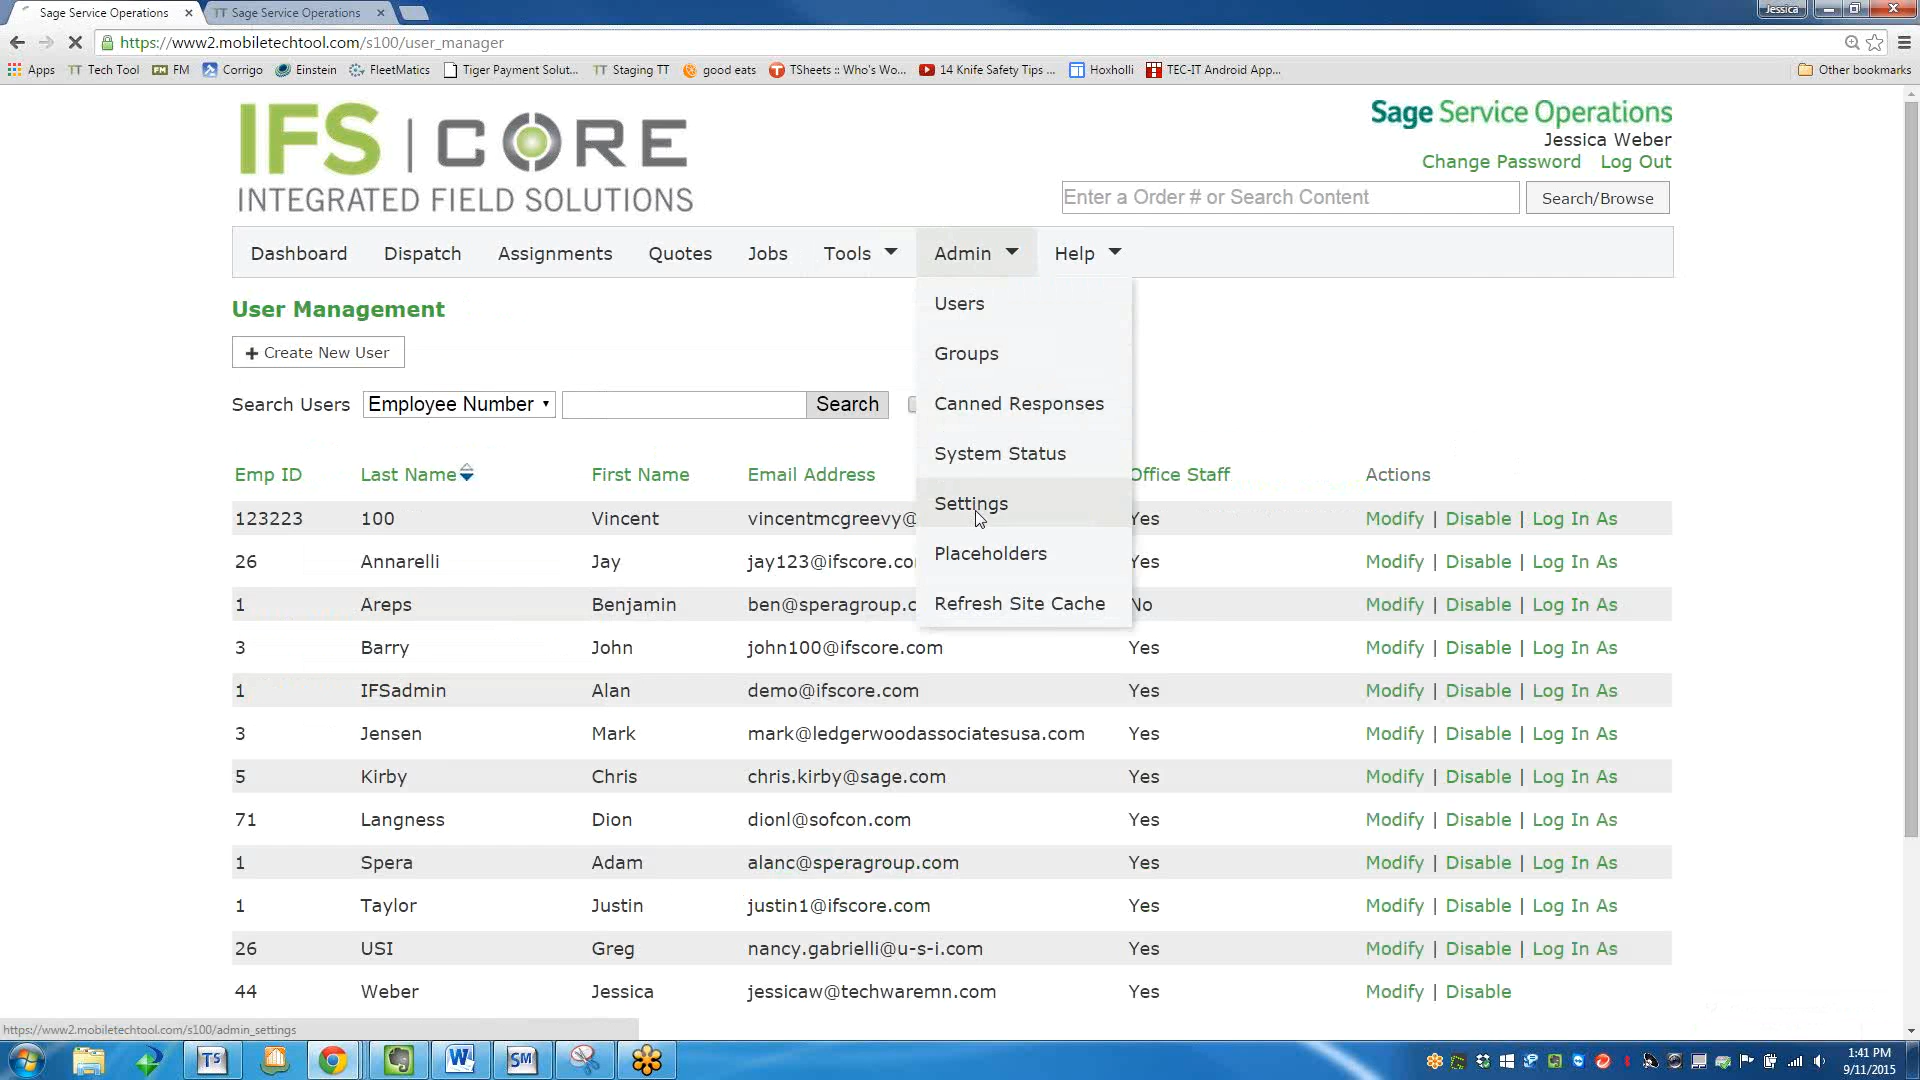 Sage Service Operations
TT Sage Service Operations
Jessica
https://www2.mobiletechtool.com/s100/user_manager
Apps TT Tech Tool FM FM Corrigo Einstein FleetMatics Tiger Payment Solut... TT Staging TT good eats TSheets :: Who's Wo... 14 Knife Safety Tips ... Hoxholli TEC-IT Android App... Other bookmarks
IFS | CORE
INTEGRATED FIELD SOLUTIONS
Sage Service Operations
Jessica Weber
Change Password Log Out
Enter a Order # or Search Content Search/Browse
Dashboard Dispatch Assignments Quotes Jobs Tools Admin Help
Users
Groups
Canned Responses
System Status
Settings
Placeholders
Refresh Site Cache
User Management
Create New User
Search Users Employee Number Search
Emp ID Last Name First Name Email Address Office Staff Actions
123223 100 Vincent vincentmcgreevy@ Yes Modify | Disable | Log In As
26 Annarelli Jay jay123@ifscore.co Yes Modify | Disable | Log In As
1 Areps Benjamin ben@speragroup.c No Modify | Disable | Log In As
3 Barry John john100@ifscore.com Yes Modify | Disable | Log In As
1 IFSadmin Alan demo@ifscore.com Yes Modify | Disable | Log In As
3 Jensen Mark mark@ledgerwoodassociatesusa.com Yes Modify | Disable | Log In As
5 Kirby Chris chris.kirby@sage.com Yes Modify | Disable | Log In As
71 Langness Dion dionl@sofcon.com Yes Modify | Disable | Log In As
1 Spera Adam alanc@speragroup.com Yes Modify | Disable | Log In As
1 Taylor Justin justin1@ifscore.com Yes Modify | Disable | Log In As
26 USI Greg nancy.gabrielli@u-s-i.com Yes Modify | Disable | Log In As
44 Weber Jessica jessicaw@techwaremn.com Yes Modify | Disable
https://www2.mobiletechtool.com/s100/admin_settings
TS W SM
1:41 PM
9/11/2015